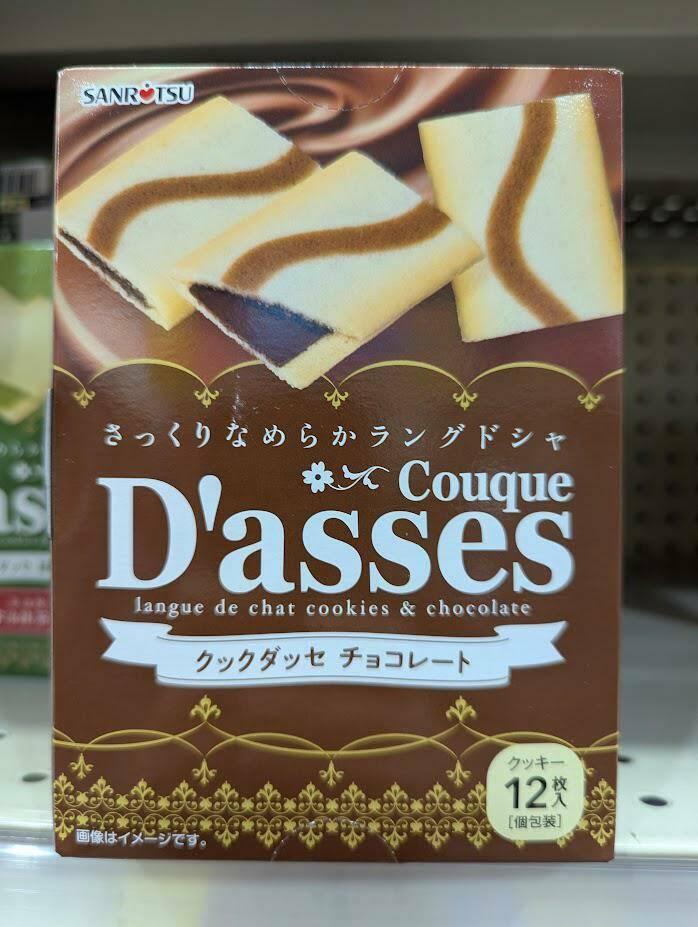 SANRITSU
さっくりなめらかラングドシャ
Couque
D'asses
langue de chat cookies & chocolate
クックダッセ チョコレート
クッキー
12枚入
[個包装]
画像はイメージです。
as